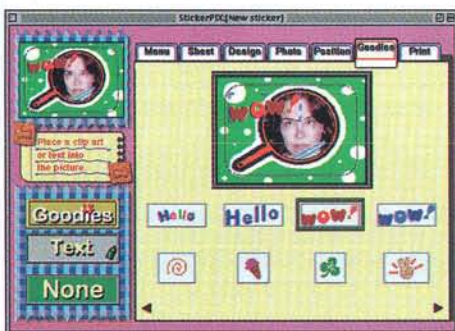 StickerPIX:[New sticker]
Menu
Sheet
Design
Photo
Position
Goodies
Print
WOW!
WOW!
Place a clip art
or text into
the picture.
Goodies
Text
None
Hello
Hello
WOW!
WOW!